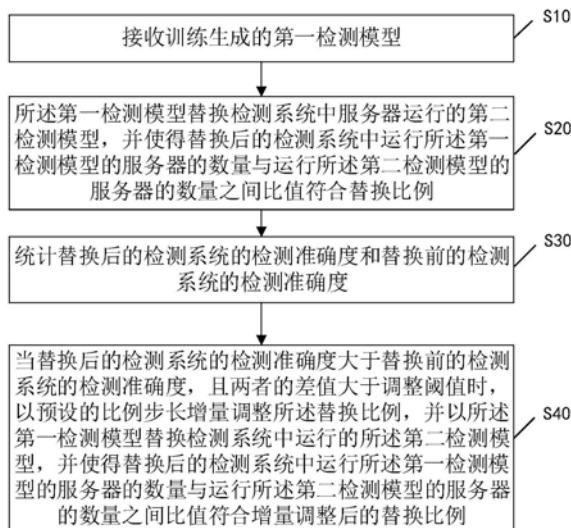 接收训练生成的第一检测模型
S10
所述第一检测模型替换检测系统中服务器运行的第二
检测模型，并使得替换后的检测系统中运行所述第一
检测模型的服务器的数量与运行所述第二检测模型的
服务器的数量之间比值符合替换比例
S20
统计替换后的检测系统的检测准确度和替换前的检测
系统的检测准确度
S30
当替换后的检测系统的检测准确度大于替换前的检测
系统的检测准确度，且两者的差值大于调整阈值时，
以预设的比例步长增量调整所述替换比例，并以所述
第一检测模型替换检测系统中运行的所述第二检测模
型，并使得替换后的检测系统中运行所述第一检测模
型的服务器的数量与运行所述第二检测模型的服务器
的数量之间比值符合增量调整后的替换比例
S40